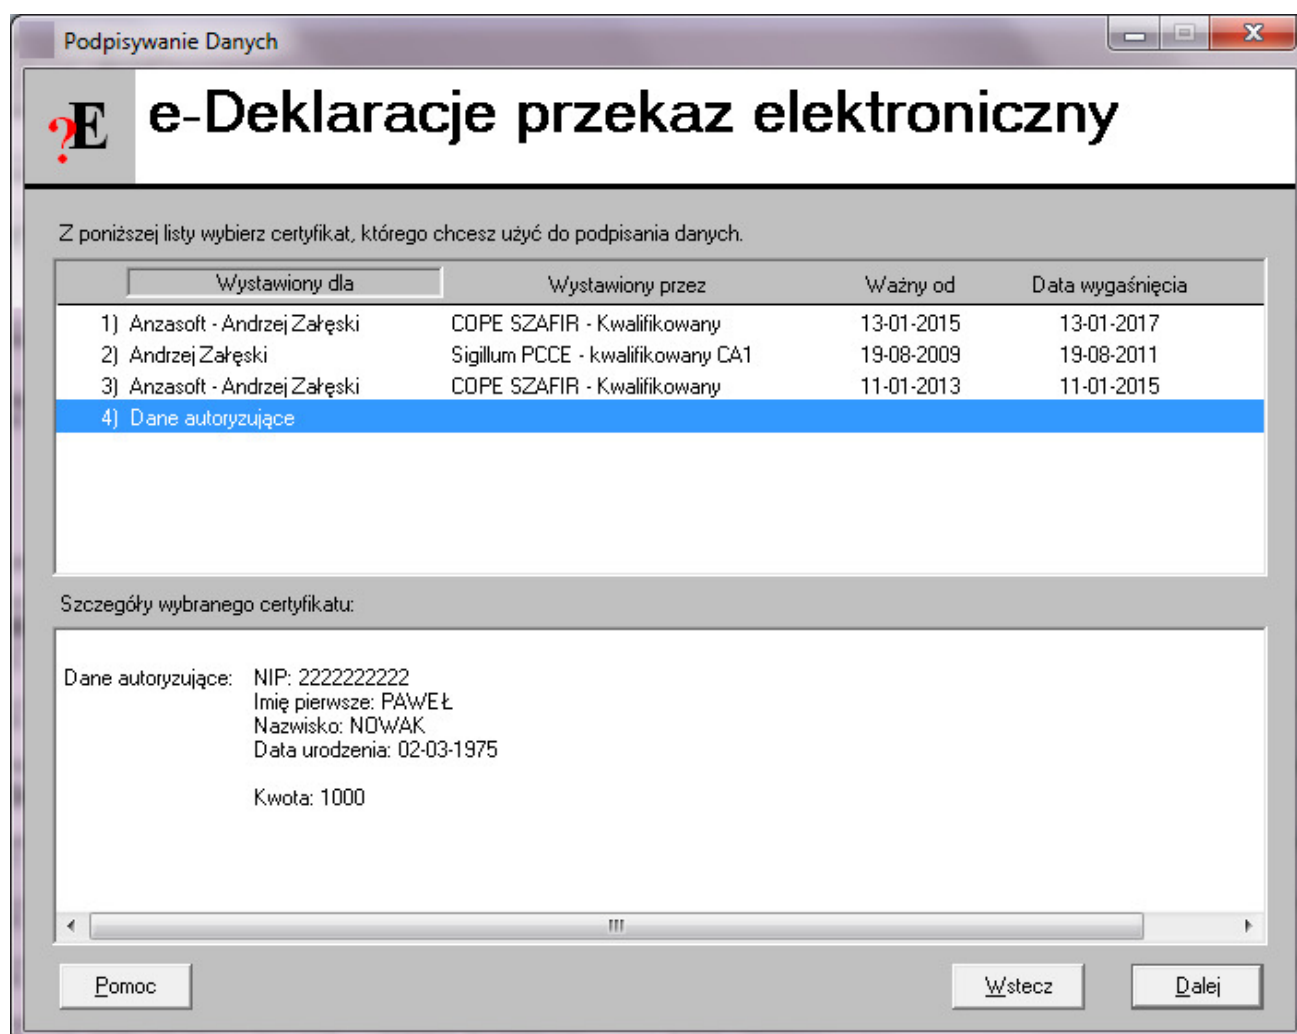 Podpisywanie Danych
?E e-Deklaracje przekaz elektroniczny
Z poniższej listy wybierz certyfikat, którego chcesz użyć do podpisania danych.
Wystawiony dla Wystawiony przez Ważny od Data wygaśnięcia
1) Anzasoft - Andrzej Załęski COPE SZAFIR - Kwalifikowany 13-01-2015 13-01-2017
2) Andrzej Załęski Sigillum PCCE - kwalifikowany CA1 19-08-2009 19-08-2011
3) Anzasoft - Andrzej Załęski COPE SZAFIR - Kwalifikowany 11-01-2013 11-01-2015
4) Dane autoryzujące
Szczegóły wybranego certyfikatu:
Dane autoryzujące: NIP: 2222222222
Imię pierwsze: PAWEŁ
Nazwisko: NOWAK
Data urodzenia: 02-03-1975
Kwota: 1000
Pomoc Wstecz Dalej